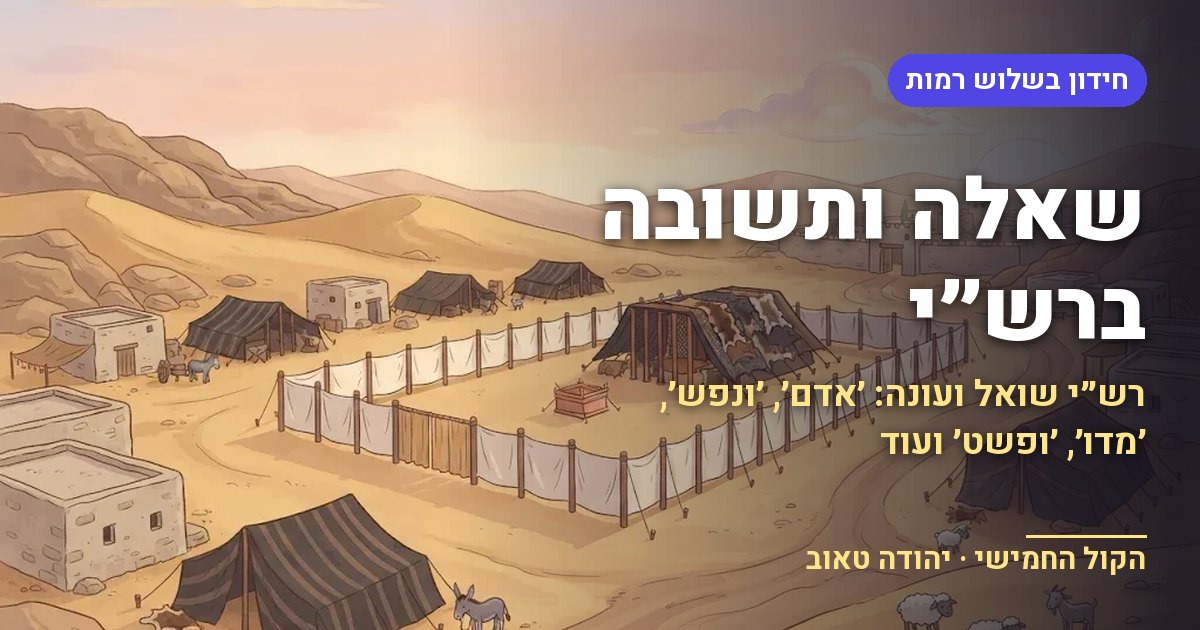 חידון בשלוש רמות
שאלה ותשובה
ברש״י
רש״י שואל ועונה: ׳אדם׳, ׳ונפש׳,
׳מדו׳, ׳ופשט׳ ועוד
הקול החמישי · יהודה טאוב